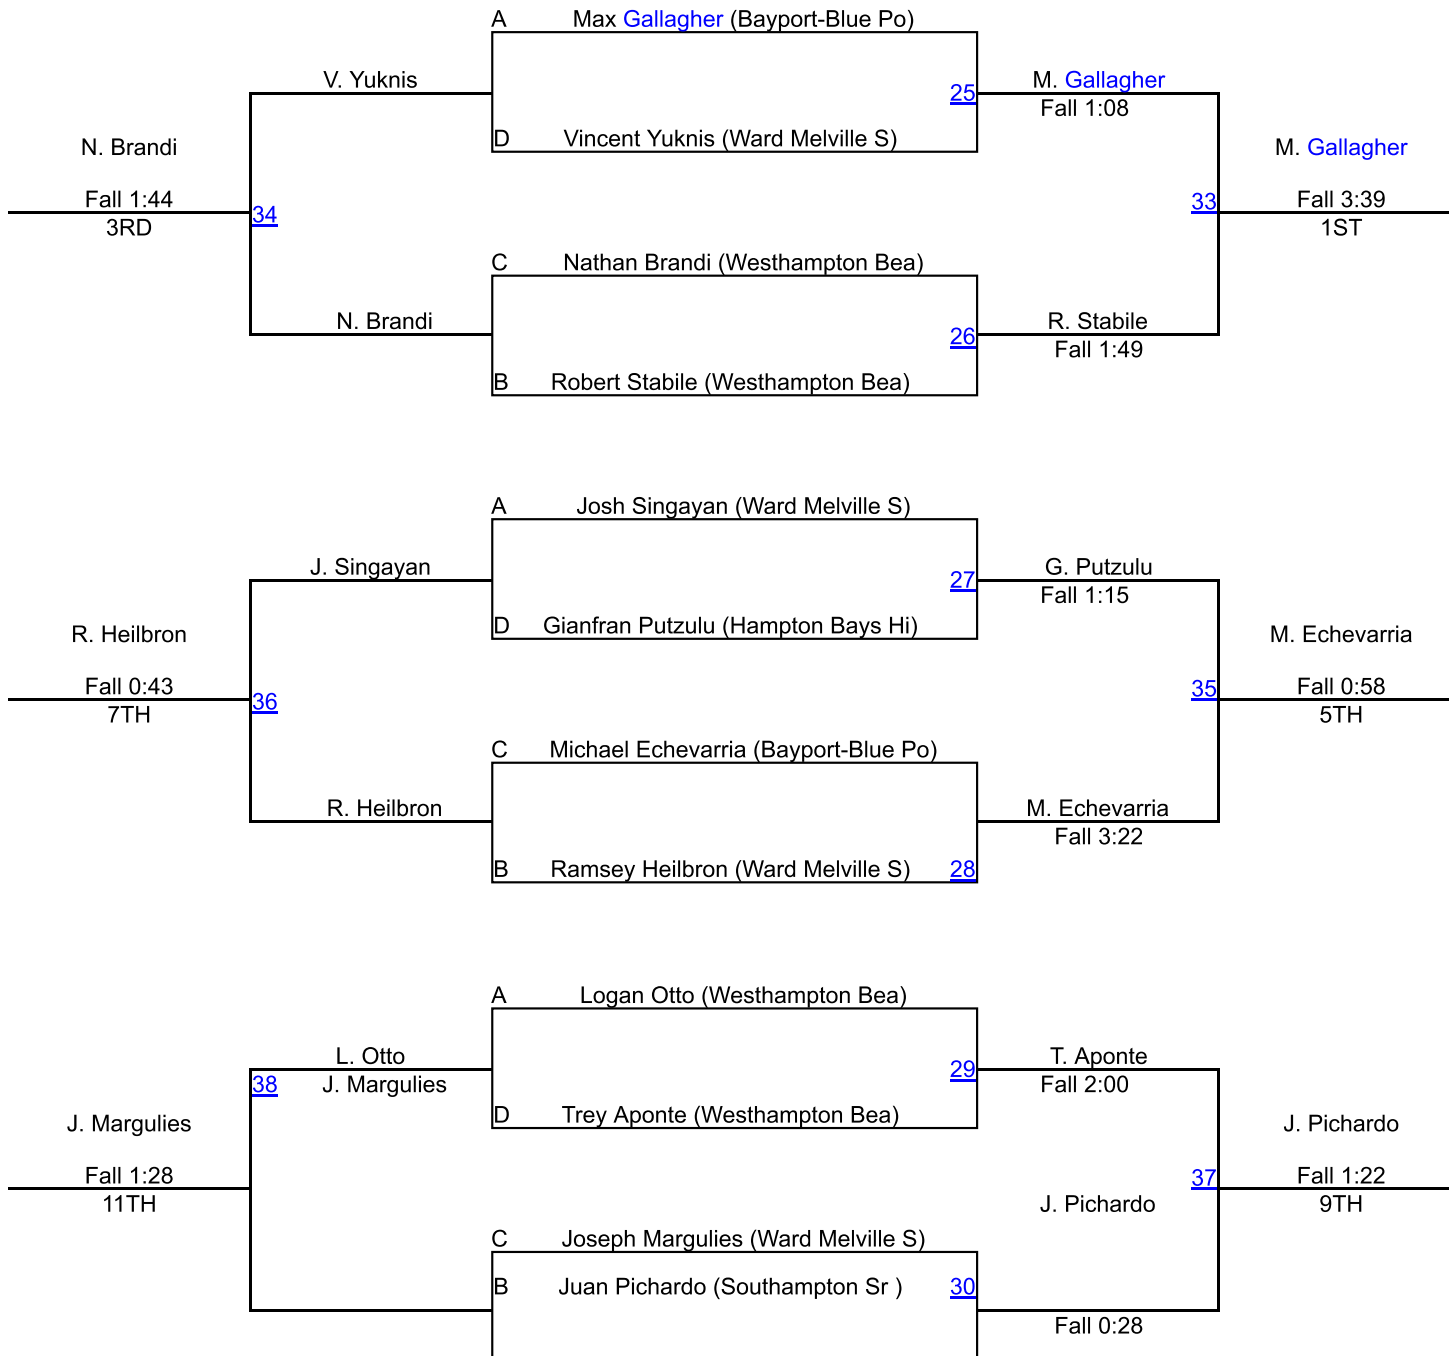 A Max Gallagher (Bayport-Blue Po)
V. Yuknis
25
M. Gallagher
Fall 1:08
D Vincent Yuknis (Ward Melville S)
N. Brandi
Fall 1:44
3RD
34
M. Gallagher
33
Fall 3:39
1ST
C Nathan Brandi (Westhampton Bea)
N. Brandi
26
R. Stabile
Fall 1:49
B Robert Stabile (Westhampton Bea)
A Josh Singayan (Ward Melville S)
J. Singayan
27
G. Putzulu
Fall 1:15
D Gianfran Putzulu (Hampton Bays Hi)
R. Heilbron
Fall 0:43
7TH
36
M. Echevarria
35
Fall 0:58
5TH
C Michael Echevarria (Bayport-Blue Po)
R. Heilbron
M. Echevarria
Fall 3:22
B Ramsey Heilbron (Ward Melville S) 28
A Logan Otto (Westhampton Bea)
L. Otto
38 J. Margulies
29
T. Aponte
Fall 2:00
D Trey Aponte (Westhampton Bea)
J. Margulies
Fall 1:28
11TH
J. Pichardo
37
Fall 1:22
9TH
J. Pichardo
C Joseph Margulies (Ward Melville S)
B Juan Pichardo (Southampton Sr ) 30
Fall 0:28